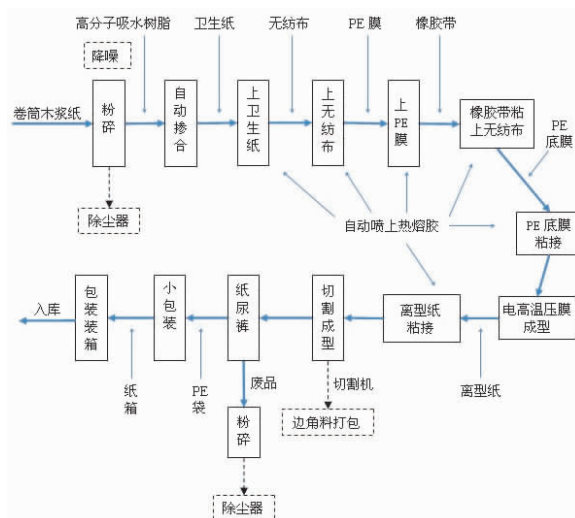 高分子吸水树脂
卫生纸
无纺布
PE 膜
橡胶带
降噪
卷筒木浆纸
粉碎
自动掺合
上卫生纸
上无纺布
上PE膜
橡胶带粘
上无纺布
PE
底膜
除尘器
自动喷上热熔胶
PE 底膜
粘接
入库
包装装箱
小包装
纸尿裤
切割成型
离型纸
粘接
电高温压膜
成型
纸箱
PE
袋
废品
切割机
离型纸
粉碎
边角料打包
除尘器